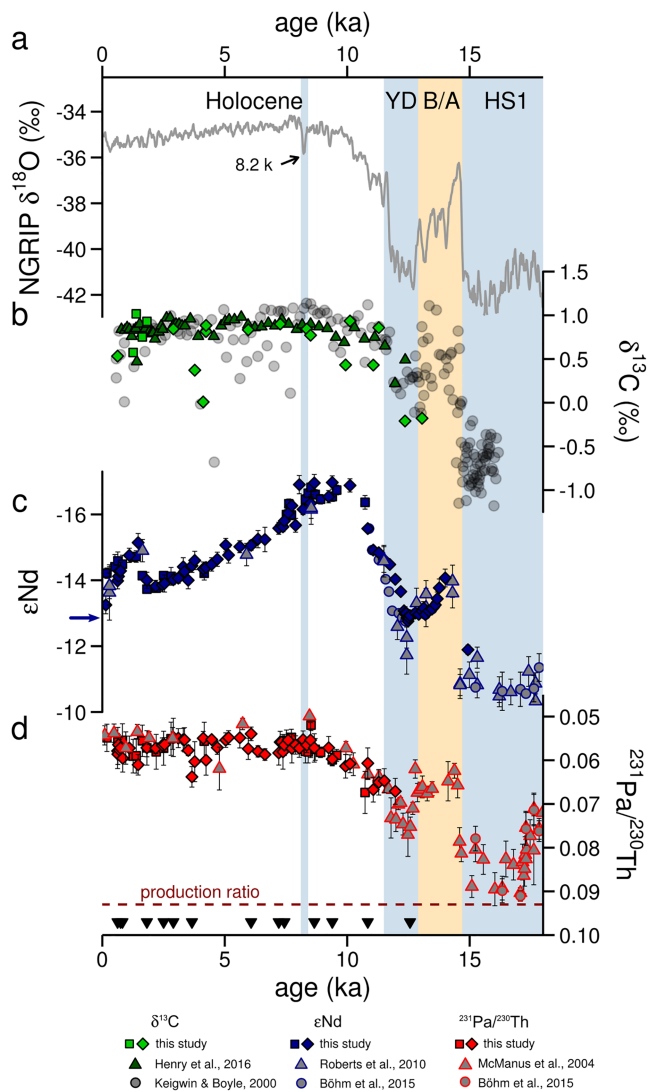 age (ka)
a
0 5 10 15
Holocene YD B/A HS1
-34
-36
-38
-40
-42
NGRIP δ18O (‰)
8.2 k
b
1.5
1.0
0.5
0.0
-0.5
-1.0
δ13C (‰)
c
-16
-14
-12
-10
εNd
d
0.05
0.06
0.07
0.08
0.09
0.10
231Pa/230Th
production ratio
0 5 10 15
age (ka)
δ13C εNd 231Pa/230Th
this study this study this study
Henry et al., 2016 Roberts et al., 2010 McManus et al., 2004
Keigwin & Boyle, 2000 Böhm et al., 2015 Böhm et al., 2015